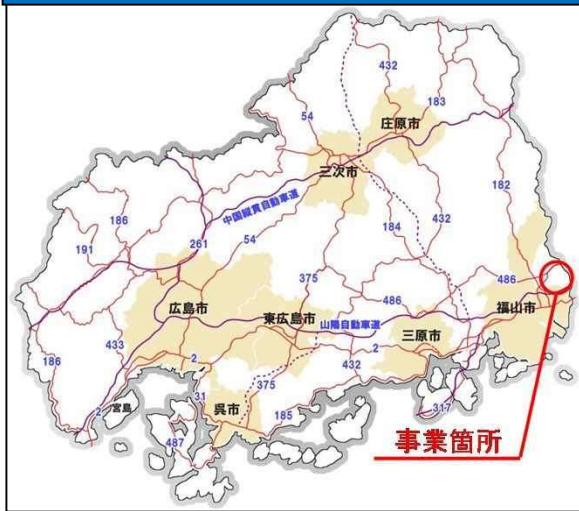 432
54
183
庄原市
三次市
182
中国縦貫自動車道
186
191
261
54
184
432
375
486
486
広島市
東広島市
山陽自動車道
福山市
三原市
186
433
2
2
432
375
31
185
317
2
宮島
呉市
487
事業箇所